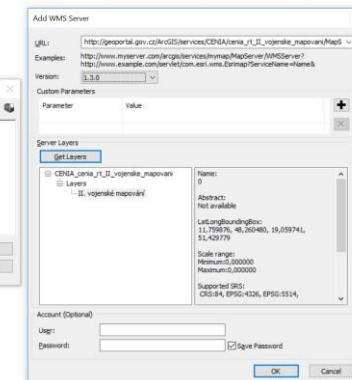 Add WMS Server
URL: http://geoportal.gov.cz/ArcGIS/services/CENIA/cenia_rt_II_vojenske_mapovani/MapS
Examples: http://www.myserver.com/arcgis/services/mymap/MapServer/WMSServer?
http://www.example.com/servlet/com.esri.wms.Esrimap?ServiceName=Name&
Version: 1.3.0
Custom Parameters
Parameter Value
Server Layers
Get Layers
CENIA_cenia_rt_II_vojenske_mapovani
Layers
II. vojenské mapování
Name:
0
Abstract:
Not available
LatLongBoundingBox:
11,759876, 48,260480, 19,059741,
51,429779
Scale range:
Minimum:0,000000
Maximum:0,000000
Supported SRS:
CRS:84, EPSG:4326, EPSG:5514,
Account (Optional)
User:
Password: Save Password
OK Cancel